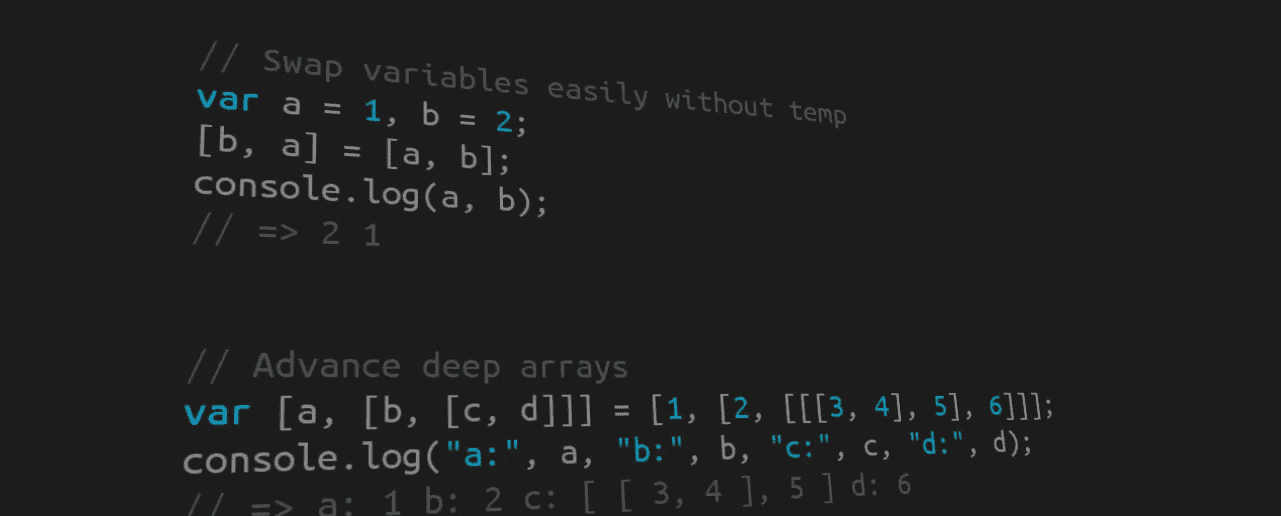 // Swap variables easily without temp
var a = 1, b = 2;
[b, a] = [a, b];
console.log(a, b);
// => 2 1
// Advance deep arrays
var [a, [b, [c, d]]] = [1, [2, [[[3, 4], 5], 6]]];
console.log("a:", a, "b:", b, "c:", c, "d:", d);
// => a: 1 b: 2 c: [ [ 3, 4 ], 5 ] d: 6